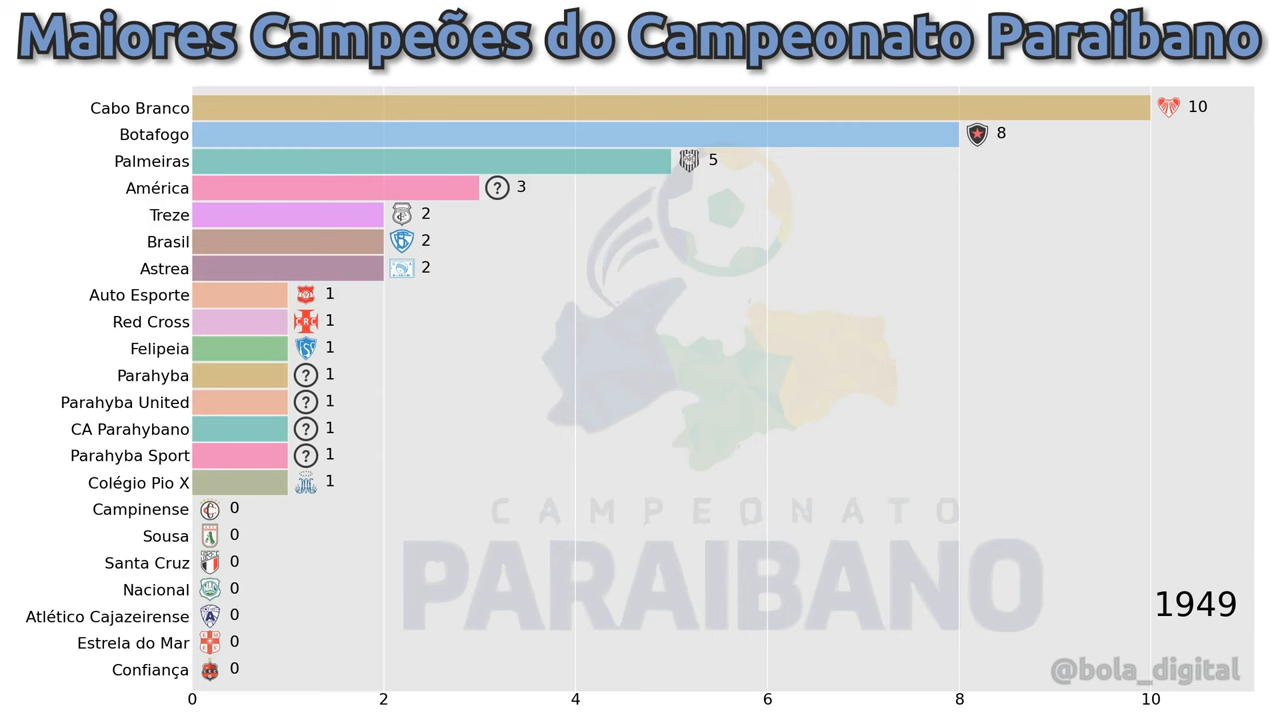 Maiores Campeões do Campeonato Paraibano
Cabo Branco 10
Botafogo 8
Palmeiras 5
América ? 3
Treze 2
Brasil 2
Astrea 2
Auto Esporte 1
Red Cross CRC 1
Felipeia 1
Parahyba ? 1
Parahyba United ? 1
CA Parahybano ? 1
Parahyba Sport ? 1
Colégio Pio X 1
Campinense 0
Sousa 0
Santa Cruz 0
Nacional 0
Atlético Cajazeirense 0
Estrela do Mar 0
Confiança 0
CAMPEONATO
PARAIBANO
1949
@bola_digital
0 2 4 6 8 10